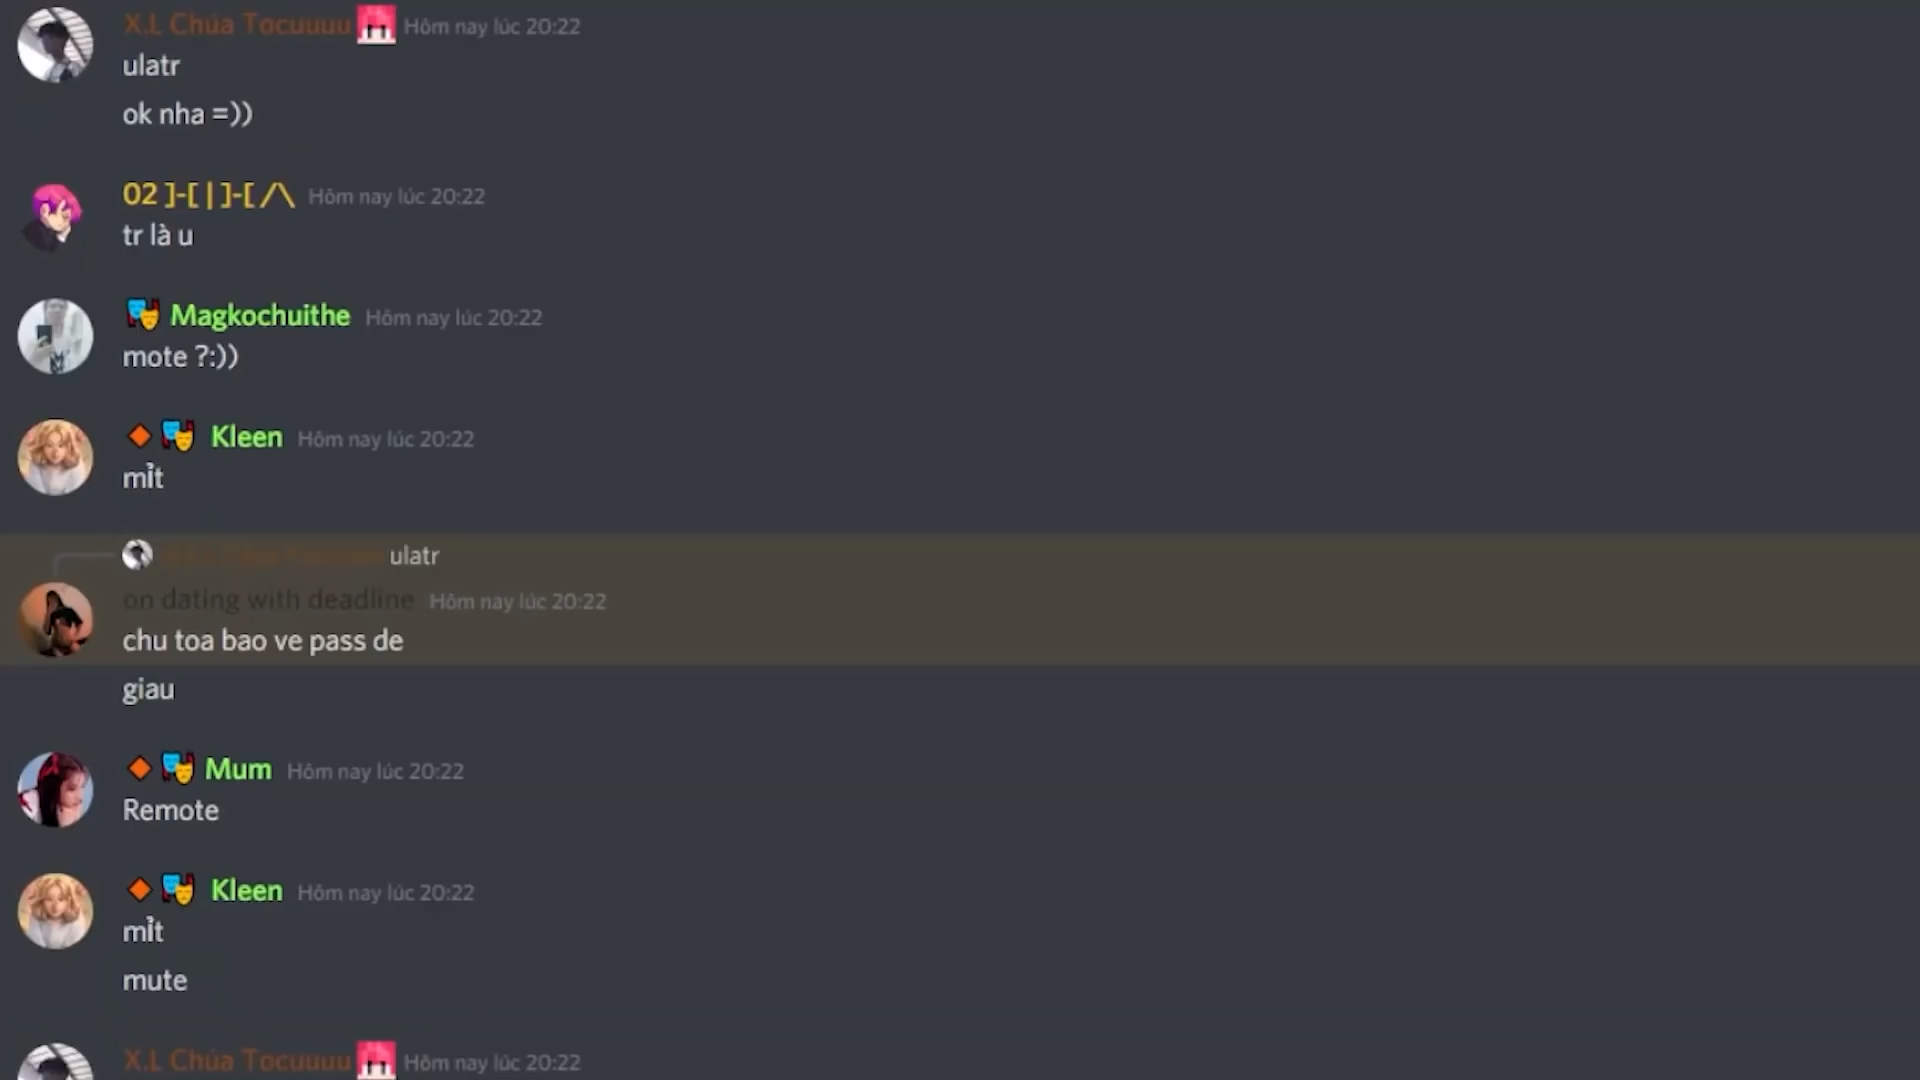 X.L Chúa Tocuuuu Hôm nay lúc 20:22
ulatr
ok nha =))
02 ]-[ | ]-[ /\ Hôm nay lúc 20:22
tr là u
Magkochuithe Hôm nay lúc 20:22
mote ?:))
Kleen Hôm nay lúc 20:22
mỉt
ulatr
on dating with deadline Hôm nay lúc 20:22
chu toa bao ve pass de
giau
Mum Hôm nay lúc 20:22
Remote
Kleen Hôm nay lúc 20:22
mỉt
mute
X.L Chúa Tocuuuu Hôm nay lúc 20:22